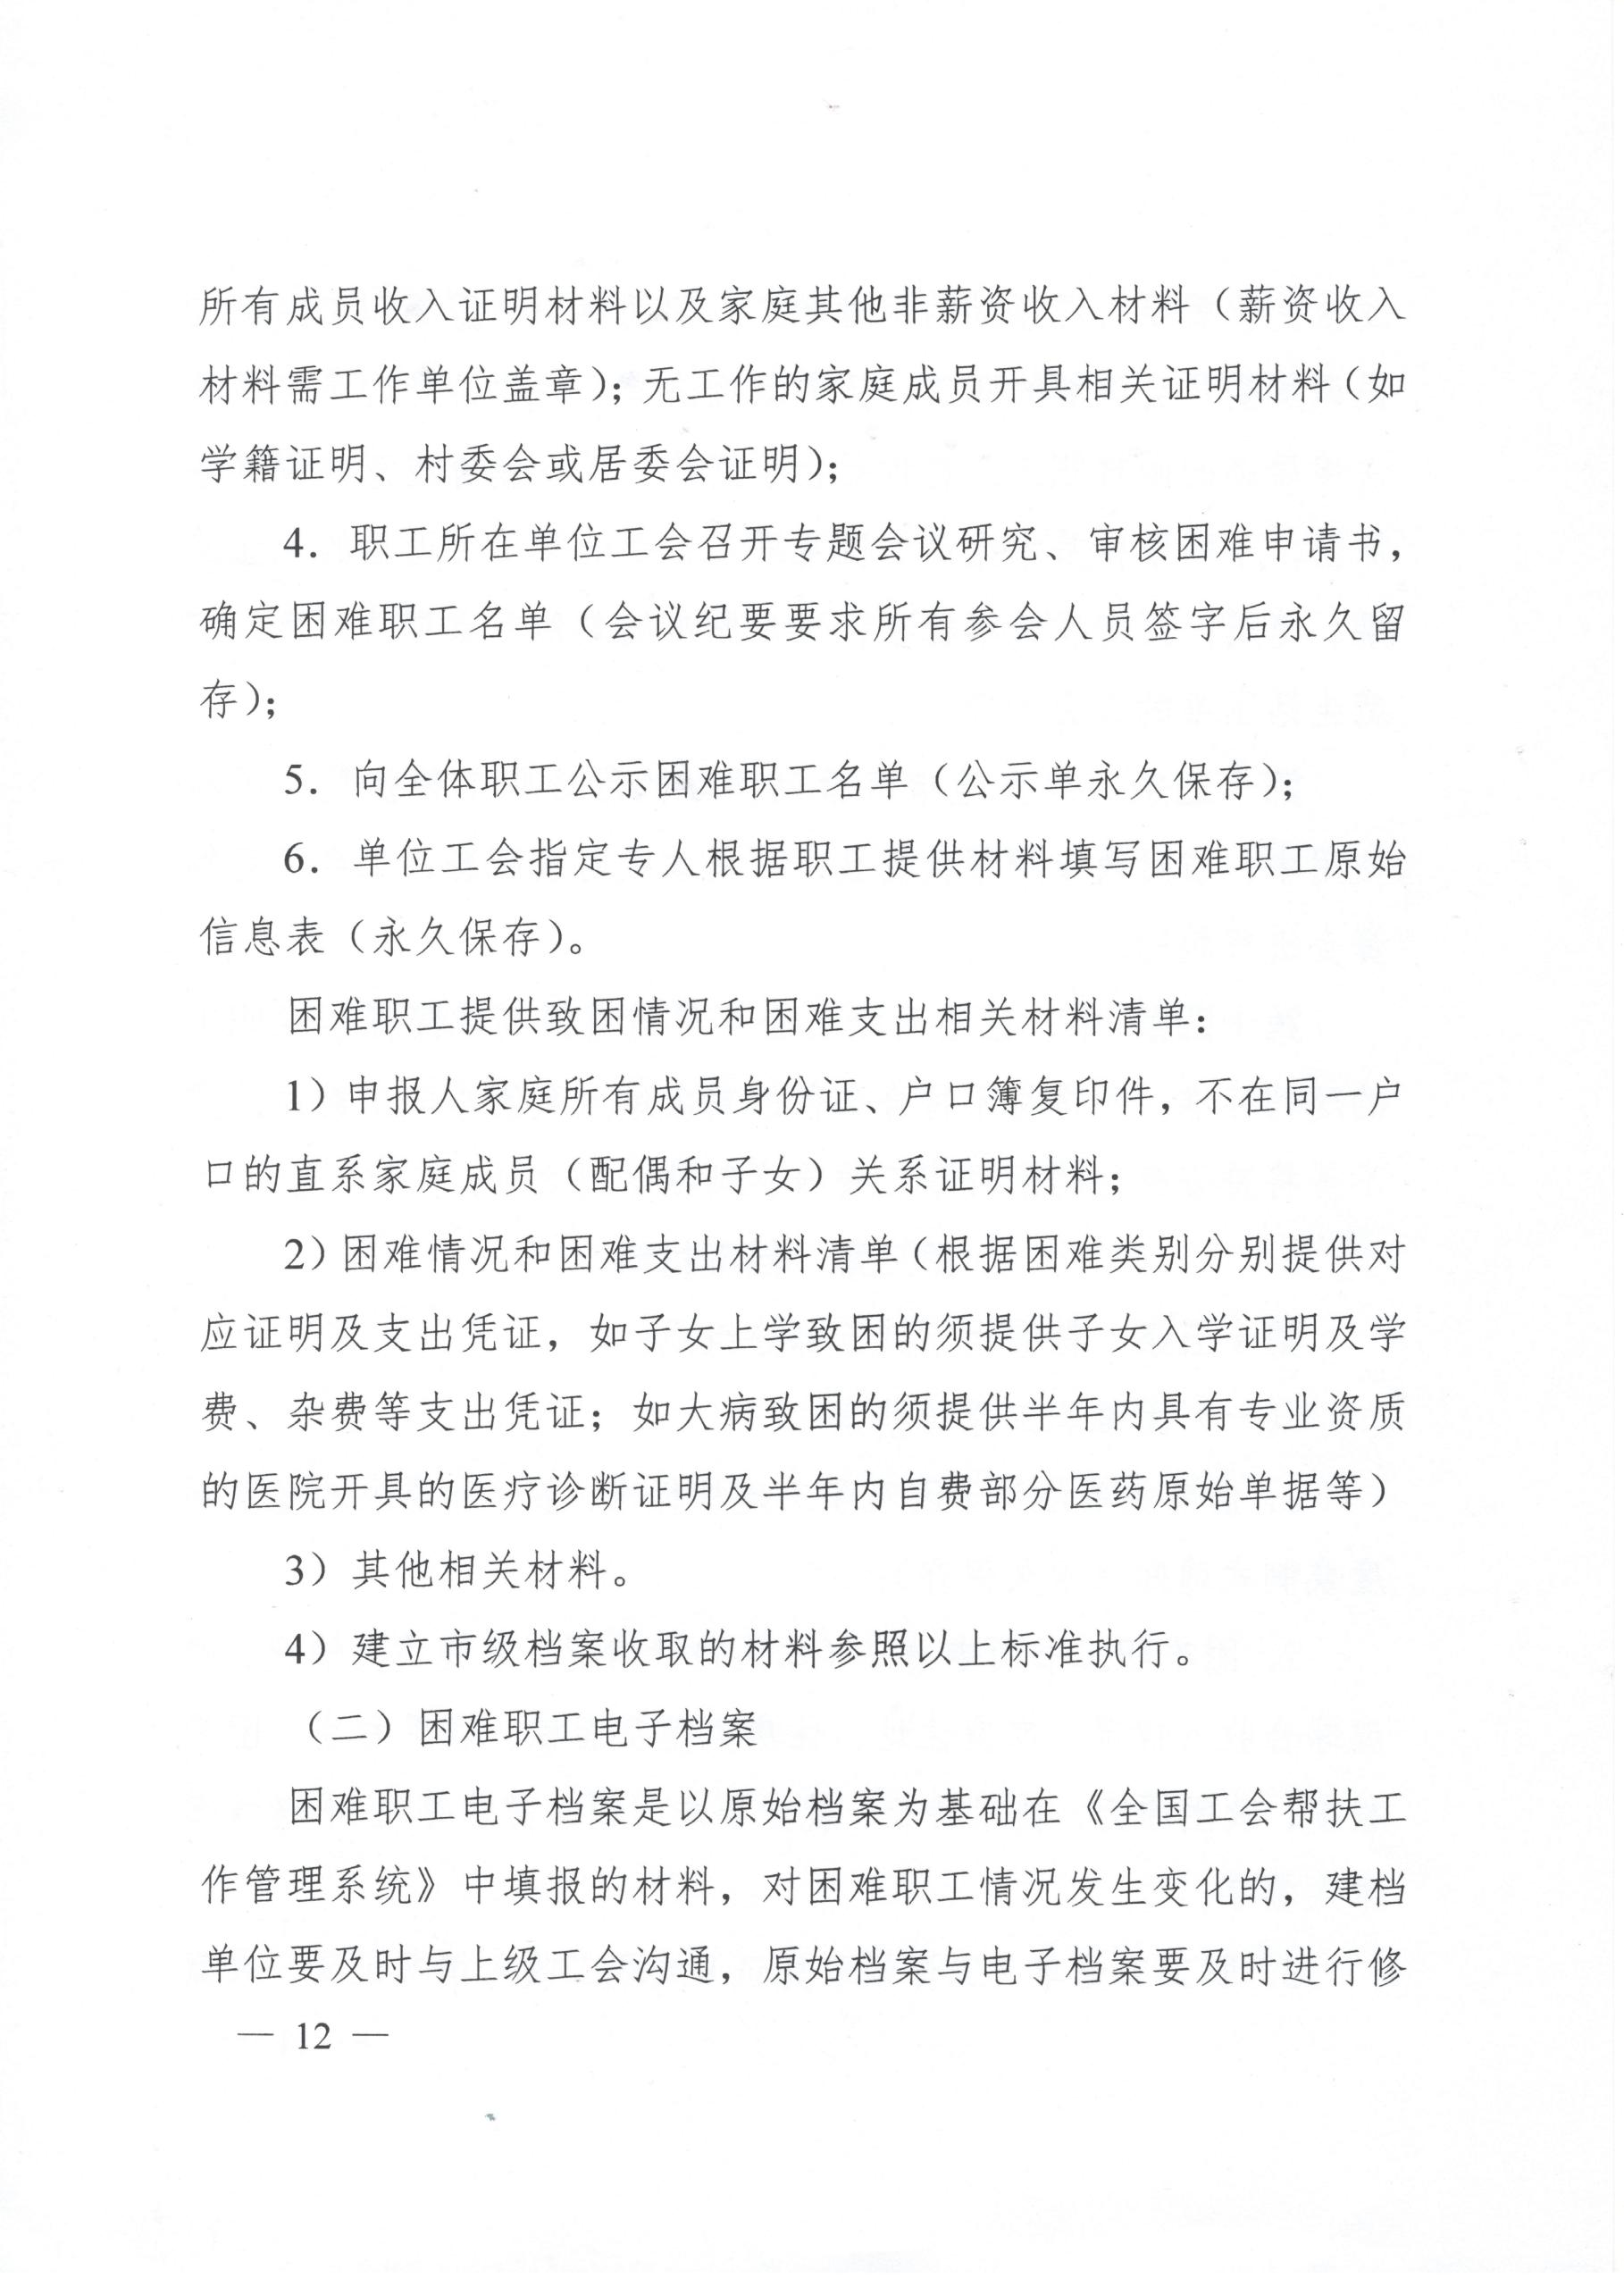 所有成员收入证明材料以及家庭其他非薪资收入材料（薪资收入
材料需工作单位盖章）；无工作的家庭成员开具相关证明材料（如
学籍证明、村委会或居委会证明）；
4．职工所在单位工会召开专题会议研究、审核困难申请书，
确定困难职工名单（会议纪要要求所有参会人员签字后永久留
存）；
5．向全体职工公示困难职工名单（公示单永久保存）；
6．单位工会指定专人根据职工提供材料填写困难职工原始
信息表（永久保存）。
困难职工提供致困情况和困难支出相关材料清单：
1）申报人家庭所有成员身份证、户口簿复印件，不在同一户
口的直系家庭成员（配偶和子女）关系证明材料；
2）困难情况和困难支出材料清单（根据困难类别分别提供对
应证明及支出凭证，如子女上学致困的须提供子女入学证明及学
费、杂费等支出凭证；如大病致困的须提供半年内具有专业资质
的医院开具的医疗诊断证明及半年内自费部分医药原始单据等）
3）其他相关材料。
4）建立市级档案收取的材料参照以上标准执行。
（二）困难职工电子档案
困难职工电子档案是以原始档案为基础在《全国工会帮扶工
作管理系统》中填报的材料，对困难职工情况发生变化的，建档
单位要及时与上级工会沟通，原始档案与电子档案要及时进行修
— 12 —